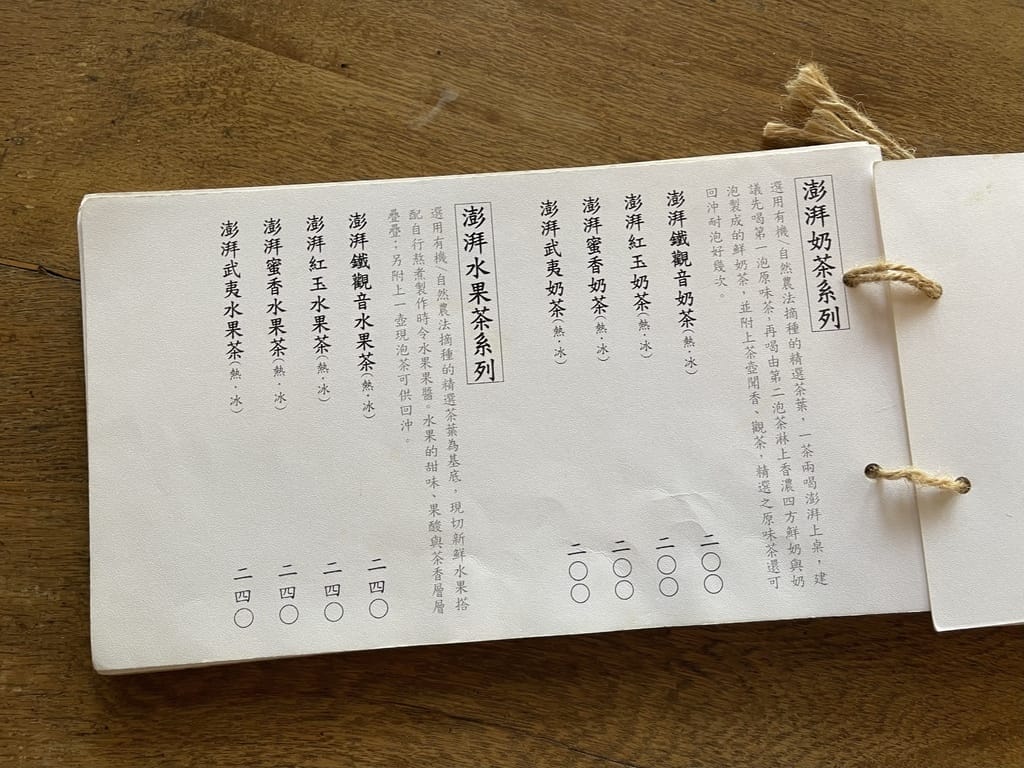 澎湃奶茶系列
選用有機/自然農法摘種的精選茶葉，一茶兩喝澎湃上桌，建
議先喝第一泡原味茶，再喝由第二泡茶淋上香濃四方鮮奶與奶
泡製成的鮮奶茶，並附上茶壺聞香、觀茶，精選之原味茶還可
回沖耐泡好幾次。
澎湃鐵觀音奶茶(熱．冰) 二〇〇
澎湃紅玉奶茶(熱．冰) 二〇〇
澎湃蜜香奶茶(熱．冰) 二〇〇
澎湃武夷奶茶(熱．冰) 二〇〇
澎湃水果茶系列
選用有機/自然農法摘種的精選茶葉為基底，現切新鮮水果搭
配自行熬煮製作時令水果果醬。水果的甜味、果酸與茶香層層
疊疊；另附上一壺現泡茶可供回沖。
澎湃鐵觀音水果茶(熱．冰) 二四〇
澎湃紅玉水果茶(熱．冰) 二四〇
澎湃蜜香水果茶(熱．冰) 二四〇
澎湃武夷水果茶(熱．冰) 二四〇